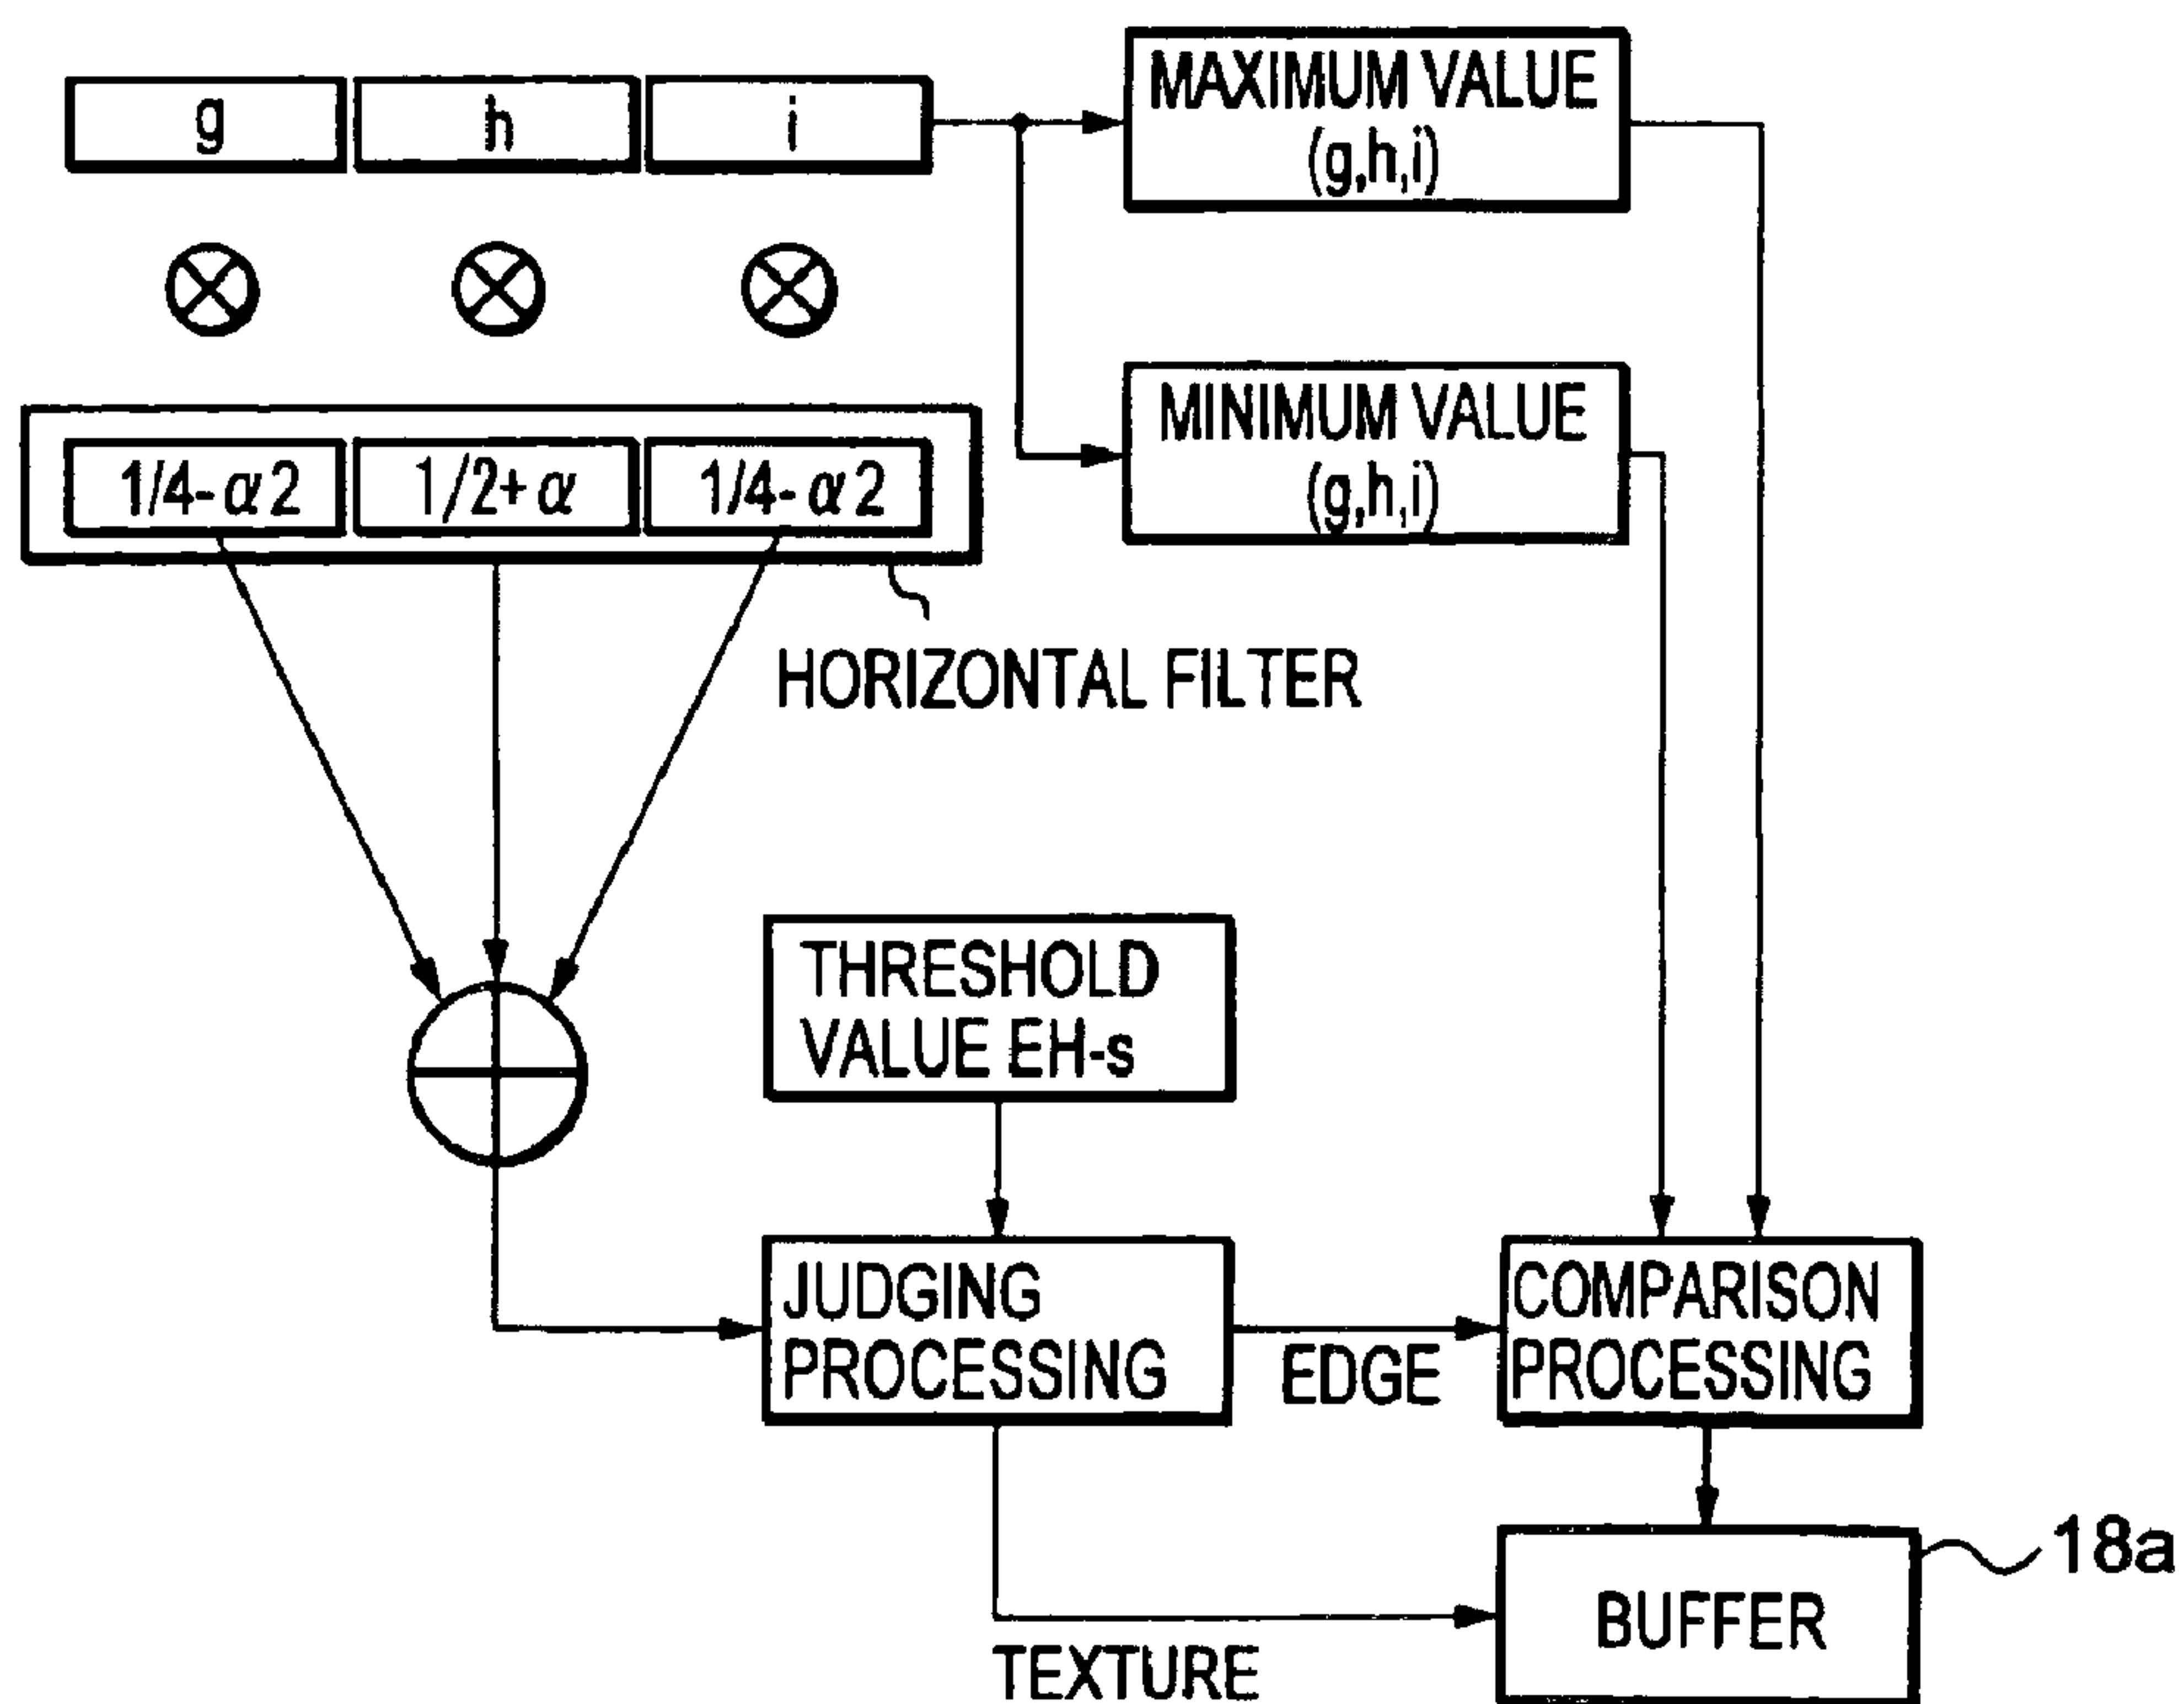 g h i
MAXIMUM VALUE
(g,h,i)
MINIMUM VALUE
(g,h,i)
1/4-α2 1/2+α 1/4-α2
HORIZONTAL FILTER
THRESHOLD
VALUE EH-s
JUDGING
PROCESSING
EDGE
COMPARISON
PROCESSING
TEXTURE
BUFFER
18a